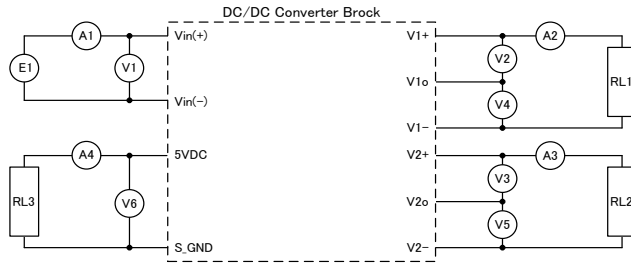 DC/DC Converter Brock
A1
Vin(+)
V1+
A2
E1
V1
V2
V1o
RL1
Vin(-)
V4
V1-
A4
5VDC
V2+
A3
RL3
V6
V3
V2o
RL2
V5
S_GND
V2-